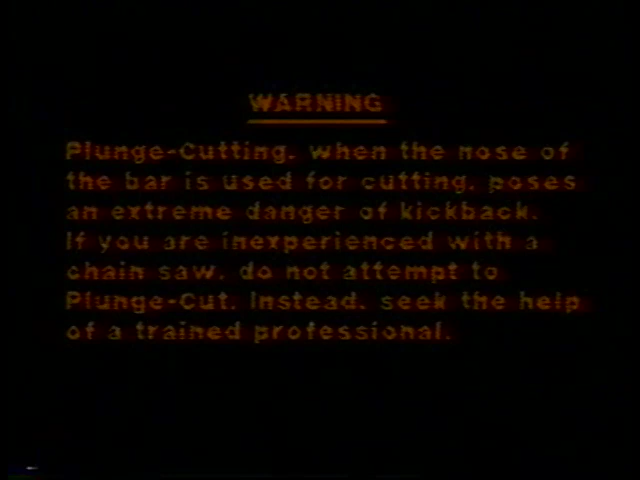 WARNING
Plunge-Cutting, when the nose of
the bar is used for cutting, poses
an extreme danger of kickback.
If you are inexperienced with a
chain saw, do not attempt to
Plunge-Cut. Instead, seek the help
of a trained professional.